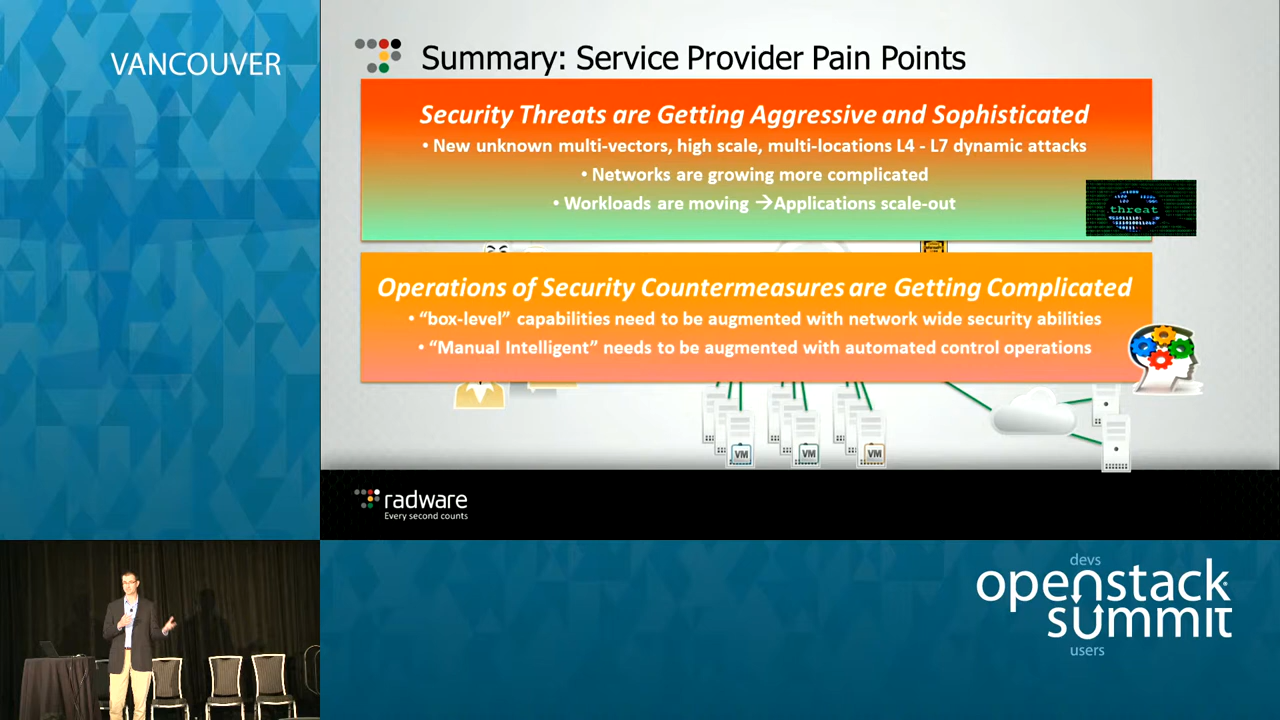 VANCOUVER
Summary: Service Provider Pain Points
Security Threats are Getting Aggressive and Sophisticated
• New unknown multi-vectors, high scale, multi-locations L4 - L7 dynamic attacks
• Networks are growing more complicated
• Workloads are moving →Applications scale-out
threat
Operations of Security Countermeasures are Getting Complicated
• “box-level” capabilities need to be augmented with network wide security abilities
• “Manual Intelligent” needs to be augmented with automated control operations
VM
VM
VM
radware
Every second counts
devs
openstack
summit
users